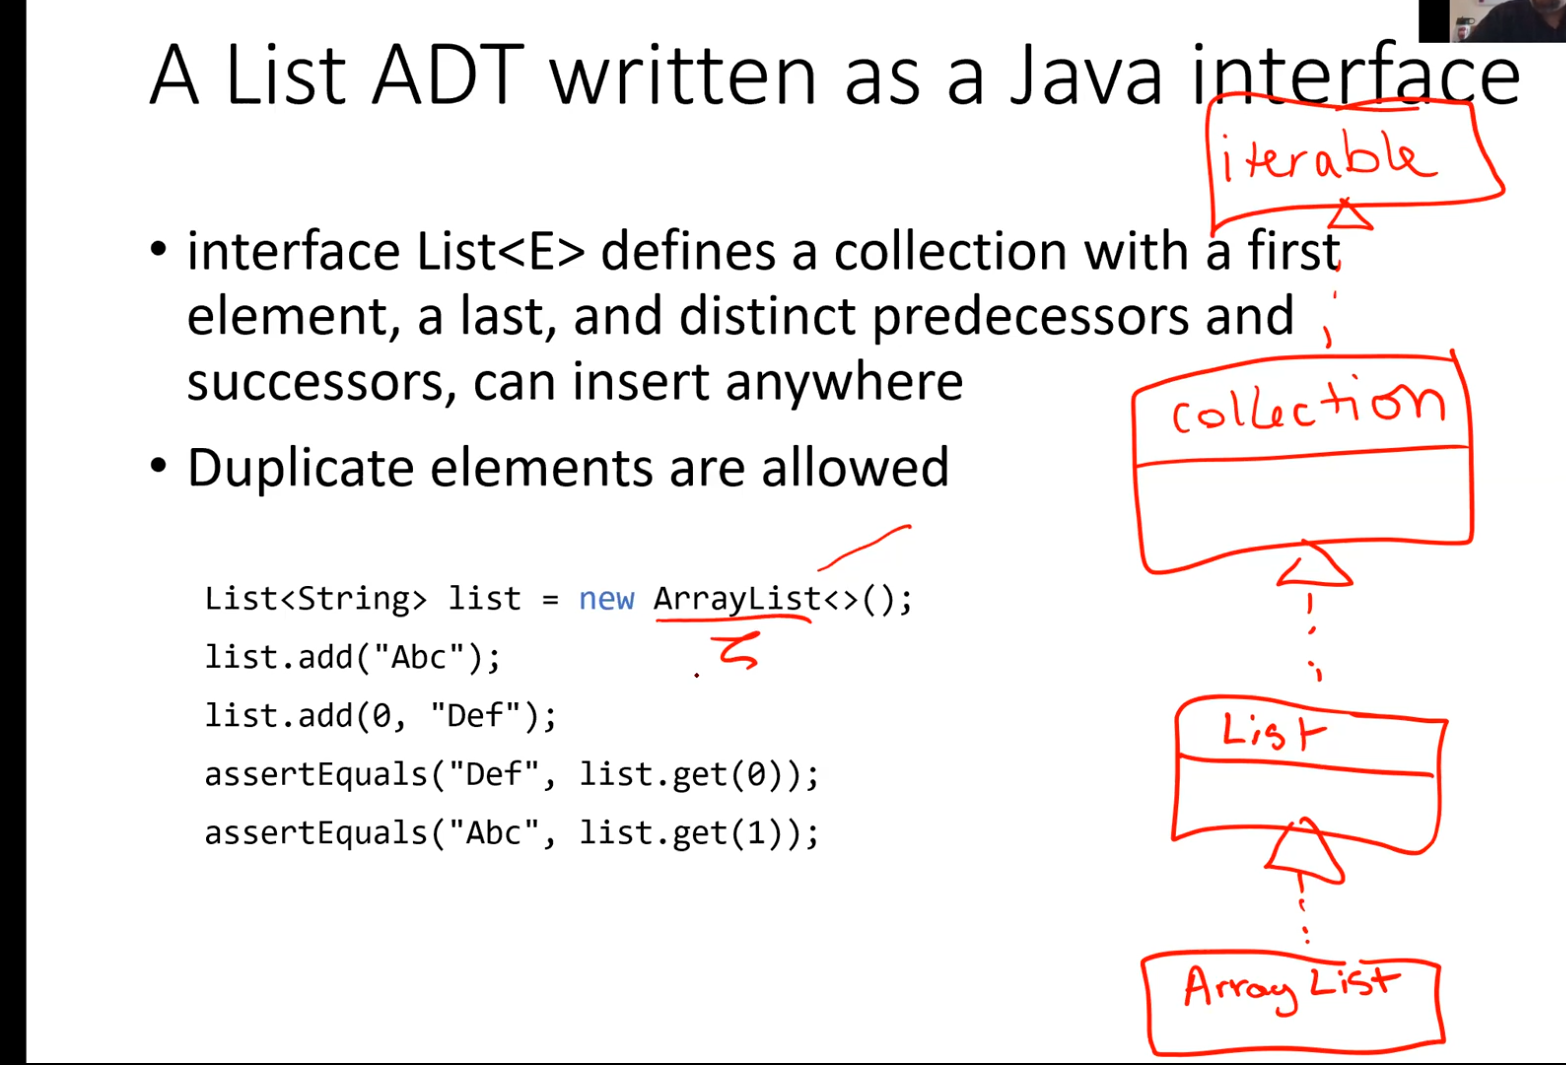 A List ADT written as a Java interface
iterable
• interface List<E> defines a collection with a first
element, a last, and distinct predecessors and
successors, can insert anywhere
collection
• Duplicate elements are allowed
List<String> list = new ArrayList<>();
list.add("Abc");
list.add(0, "Def");
List
assertEquals("Def", list.get(0));
assertEquals("Abc", list.get(1));
Array List